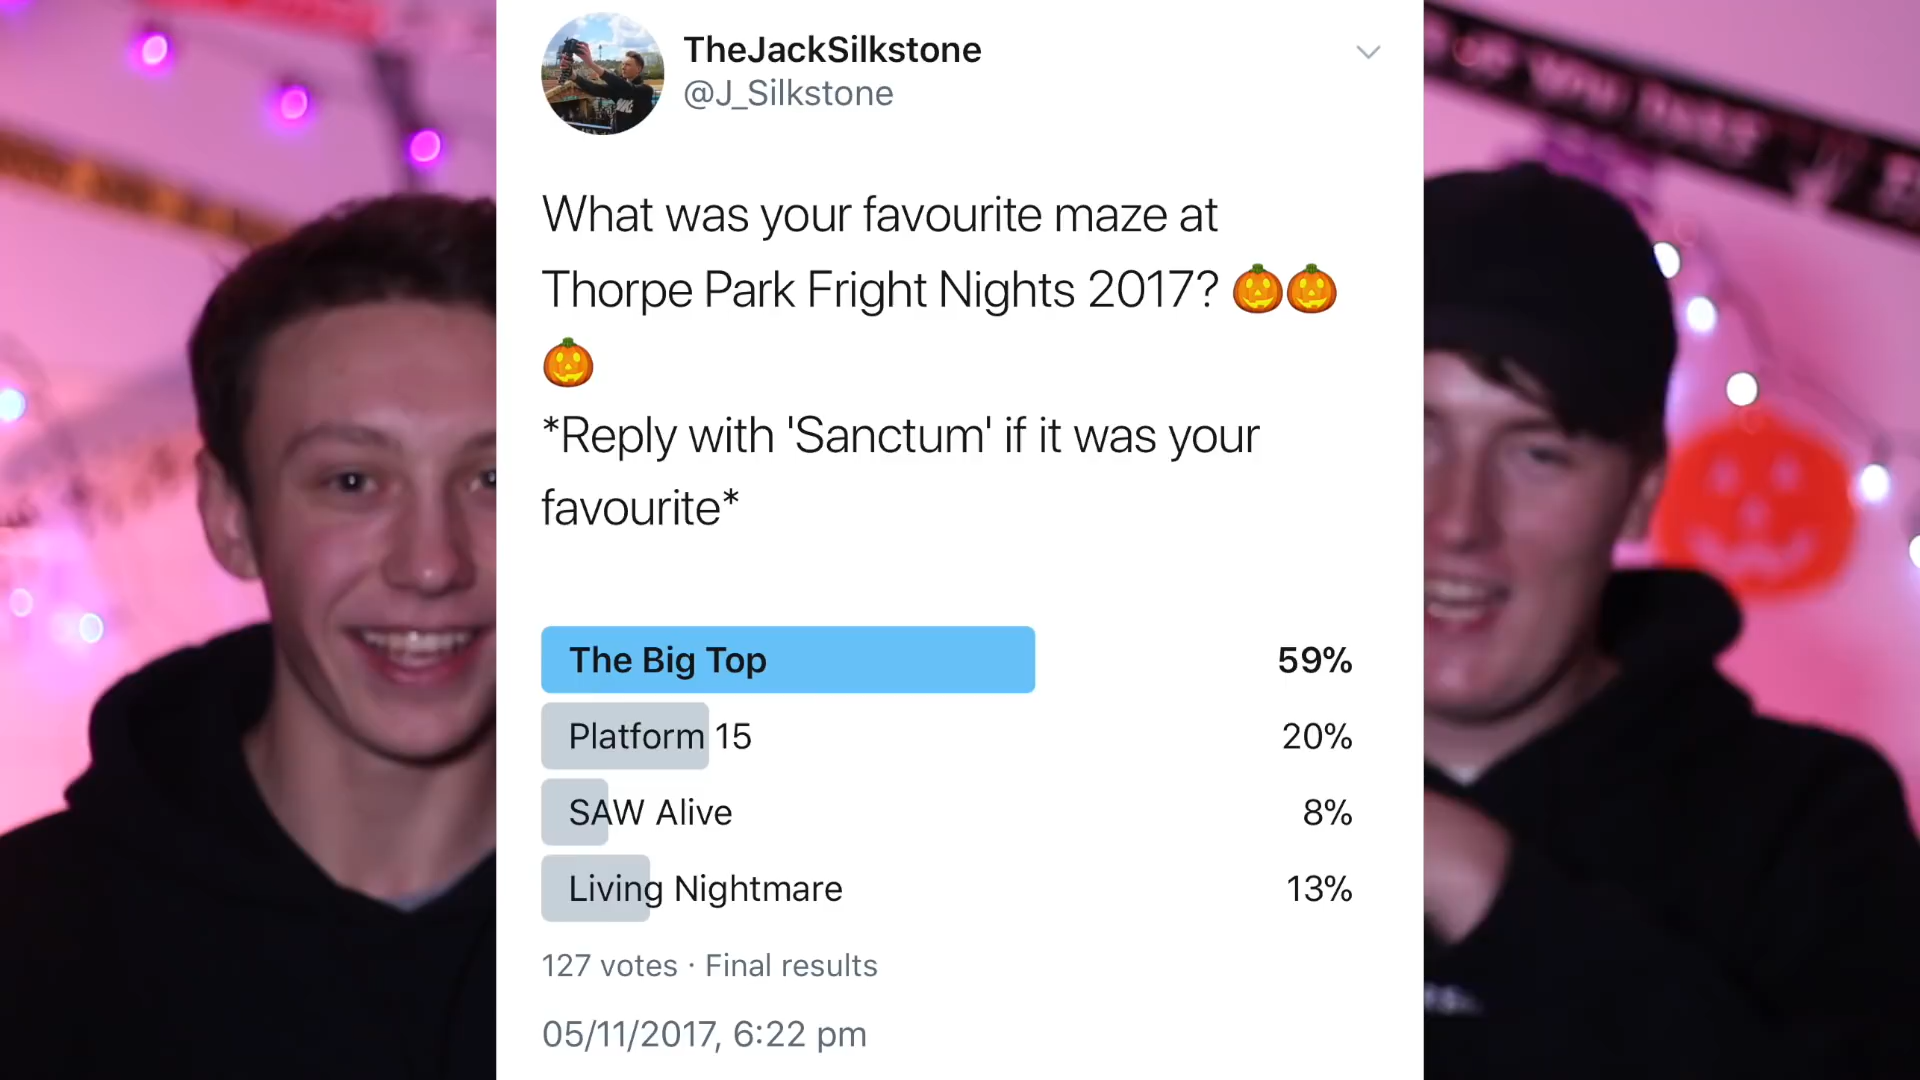 TheJackSilkstone
@J_Silkstone
What was your favourite maze at
Thorpe Park Fright Nights 2017? 🎃🎃
🎃
*Reply with 'Sanctum' if it was your
favourite*
The Big Top 59%
Platform 15 20%
SAW Alive 8%
Living Nightmare 13%
127 votes · Final results
05/11/2017, 6:22 pm